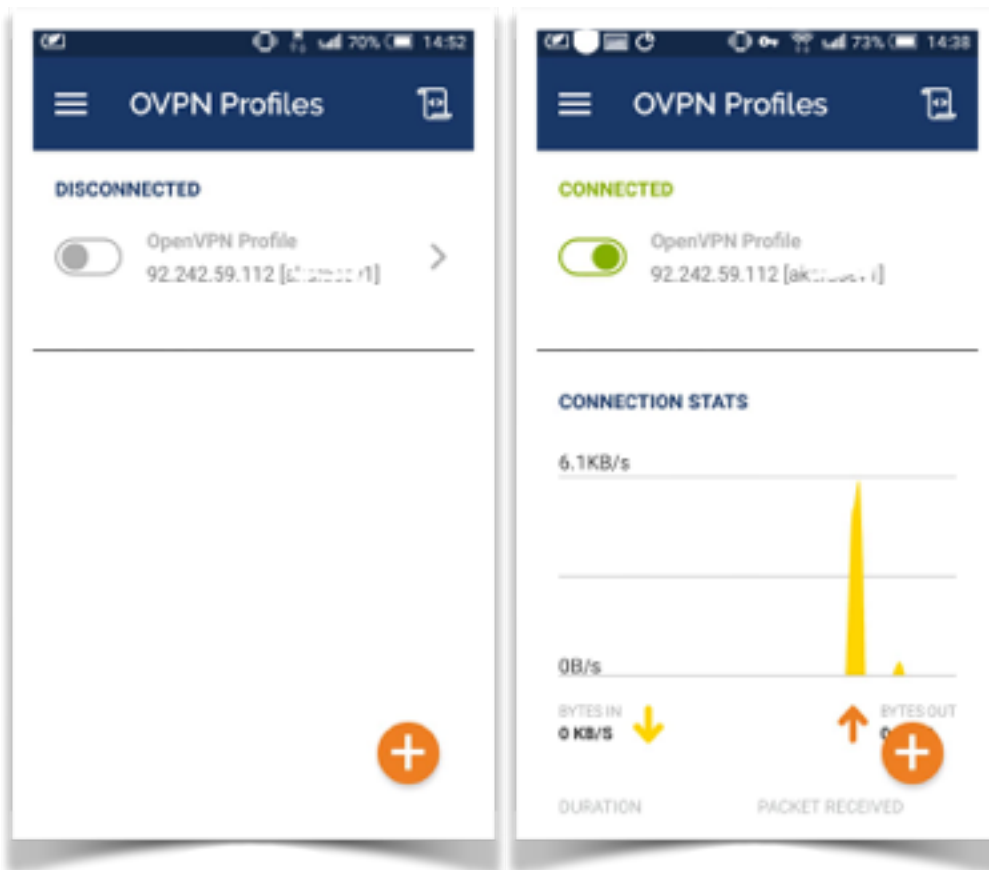 70% 14:52
OVPN Profiles
DISCONNECTED
OpenVPN Profile
92.242.59.112
73% 14:38
OVPN Profiles
CONNECTED
OpenVPN Profile
92.242.59.112
CONNECTION STATS
6.1KB/s
0B/s
BYTES IN
0 KB/S
BYTES OUT
DURATION PACKET RECEIVED